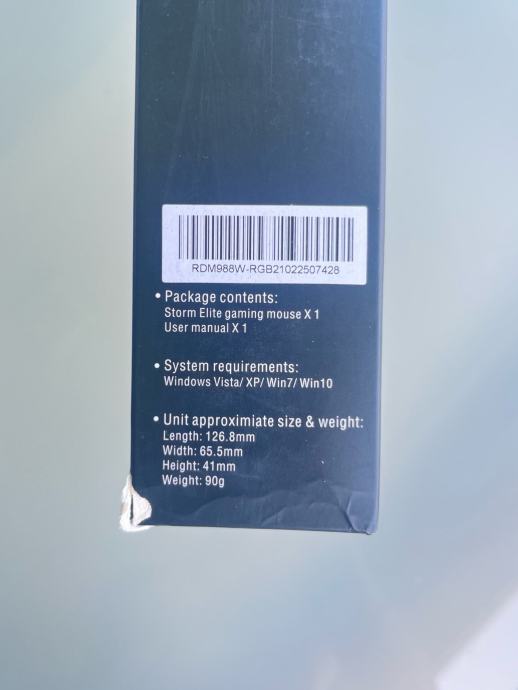 RDM988W-RGB21022507428
• Package contents:
Storm Elite gaming mouse X 1
User manual X 1
• System requirements:
Windows Vista/ XP/ Win7/ Win10
• Unit approximiate size & weight:
Length: 126.8mm
Width: 65.5mm
Height: 41mm
Weight: 90g